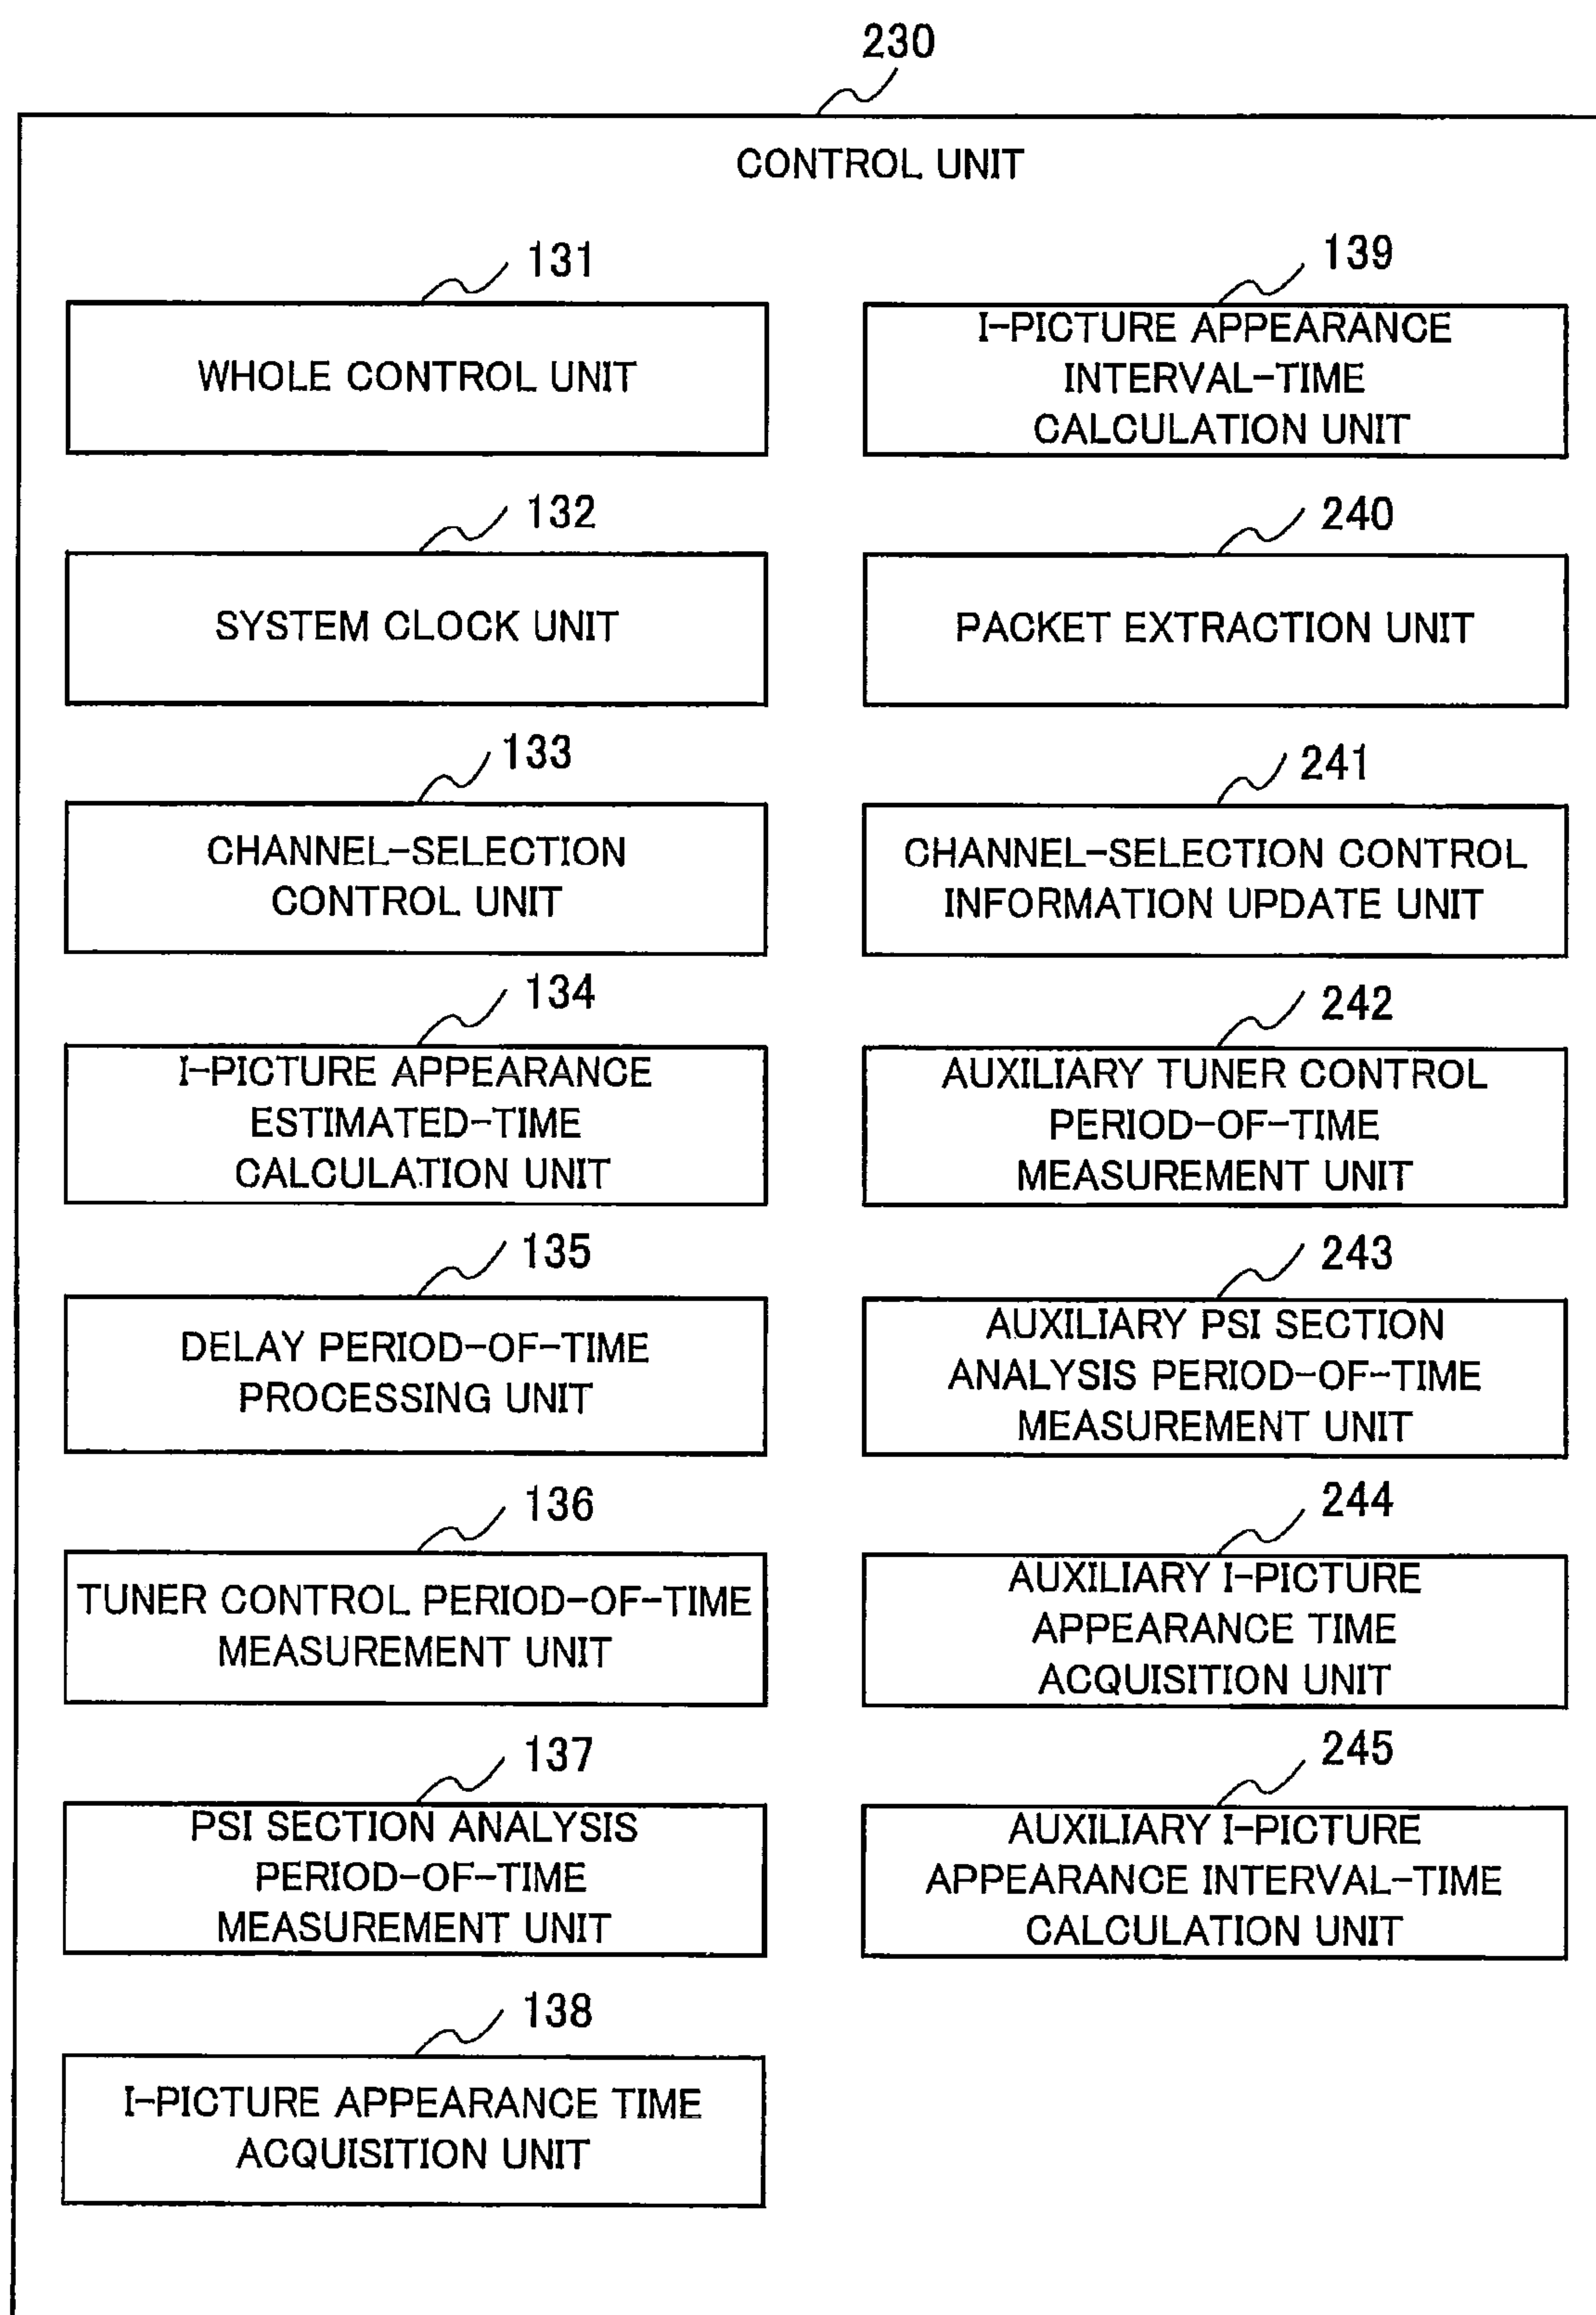 230
CONTROL UNIT
131
WHOLE CONTROL UNIT
132
SYSTEM CLOCK UNIT
133
CHANNEL-SELECTION
CONTROL UNIT
134
I-PICTURE APPEARANCE
ESTIMATED-TIME
CALCULATION UNIT
135
DELAY PERIOD-OF-TIME
PROCESSING UNIT
136
TUNER CONTROL PERIOD-OF-TIME
MEASUREMENT UNIT
137
PSI SECTION ANALYSIS
PERIOD-OF-TIME
MEASUREMENT UNIT
138
I-PICTURE APPEARANCE TIME
ACQUISITION UNIT
139
I-PICTURE APPEARANCE
INTERVAL-TIME
CALCULATION UNIT
240
PACKET EXTRACTION UNIT
241
CHANNEL-SELECTION CONTROL
INFORMATION UPDATE UNIT
242
AUXILIARY TUNER CONTROL
PERIOD-OF-TIME
MEASUREMENT UNIT
243
AUXILIARY PSI SECTION
ANALYSIS PERIOD-OF-TIME
MEASUREMENT UNIT
244
AUXILIARY I-PICTURE
APPEARANCE TIME
ACQUISITION UNIT
245
AUXILIARY I-PICTURE
APPEARANCE INTERVAL-TIME
CALCULATION UNIT